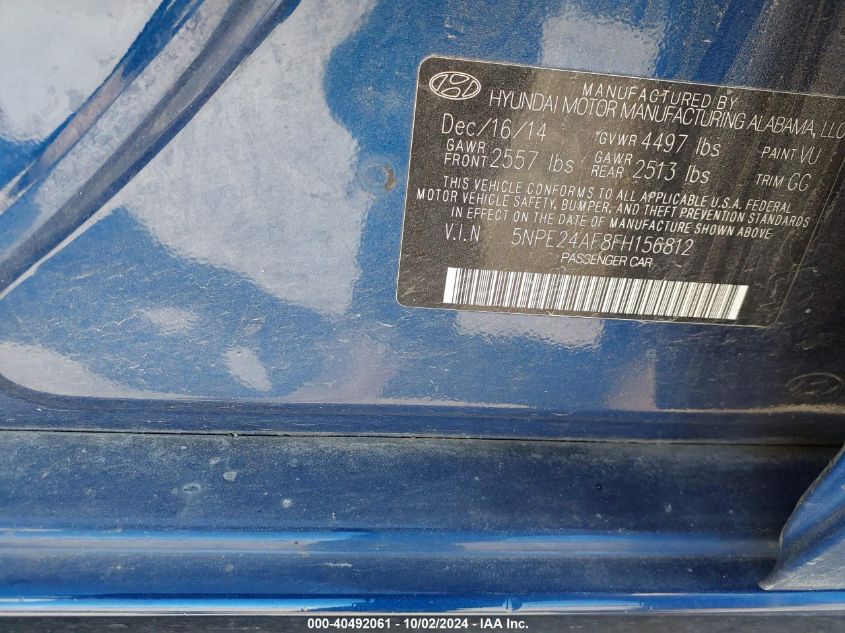 MANUFACTURED BY
HYUNDAI MOTOR MANUFACTURING ALABAMA, LLC
Dec/16/14 GVWR 4497 lbs PAINT VU
GAWR FRONT 2557 lbs GAWR REAR 2513 lbs TRIM GC
THIS VEHICLE CONFORMS TO ALL APPLICABLE U.S.A. FEDERAL
MOTOR VEHICLE SAFETY, BUMPER, AND THEFT PREVENTION STANDARDS
IN EFFECT ON THE DATE OF MANUFACTURE SHOWN ABOVE
V.I.N 5NPE24AF8FH156812
PASSENGER CAR
000-40492061 - 10/02/2024 - IAA Inc.